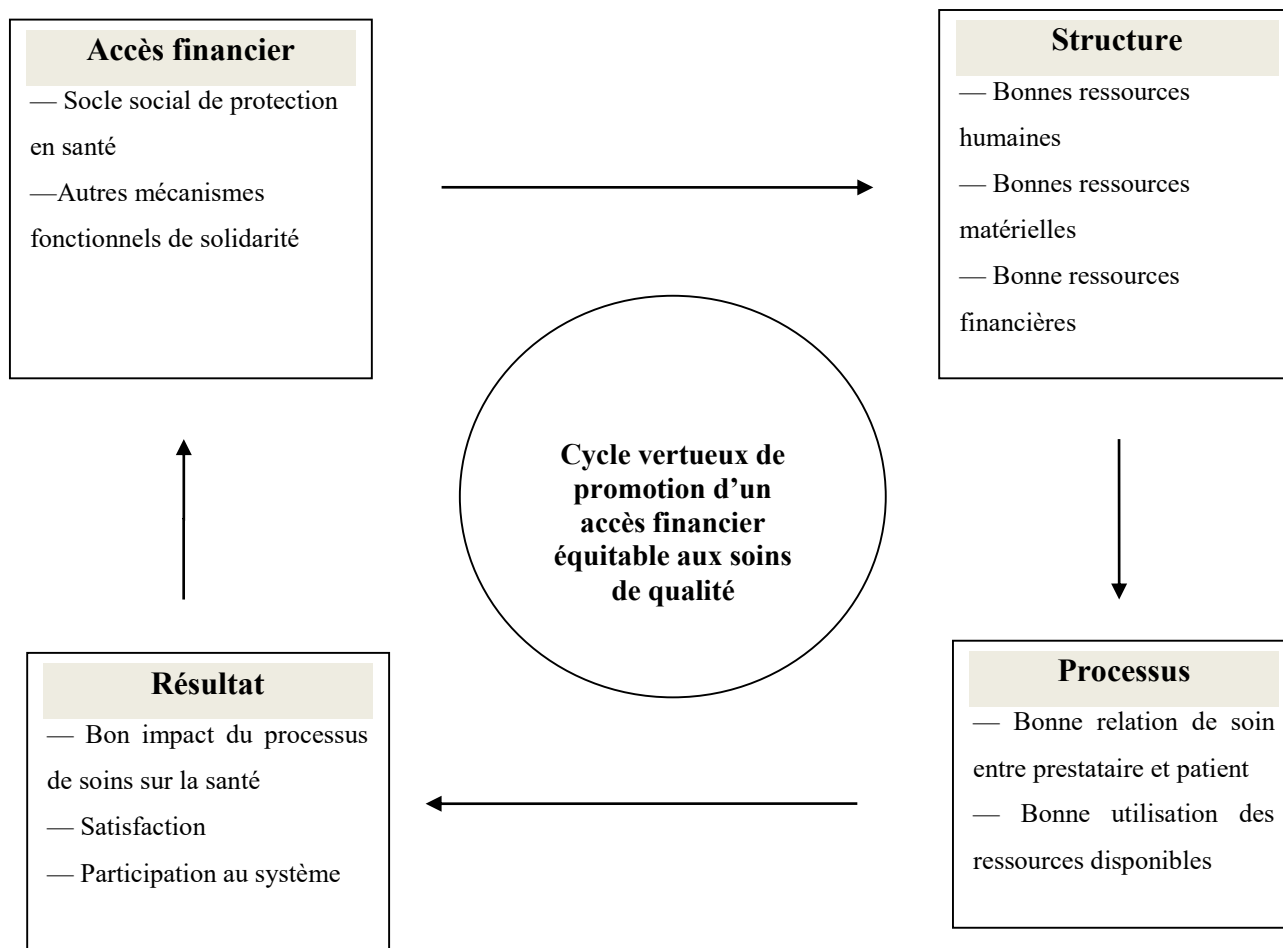 Accès financier
— Socle social de protection
en santé
—Autres mécanismes
fonctionnels de solidarité
Structure
— Bonnes ressources
humaines
— Bonnes ressources
matérielles
— Bonne ressources
financières
Cycle vertueux de
promotion d’un
accès financier
équitable aux soins
de qualité
Résultat
— Bon impact du processus
de soins sur la santé
— Satisfaction
— Participation au système
Processus
— Bonne relation de soin
entre prestataire et patient
— Bonne utilisation des
ressources disponibles